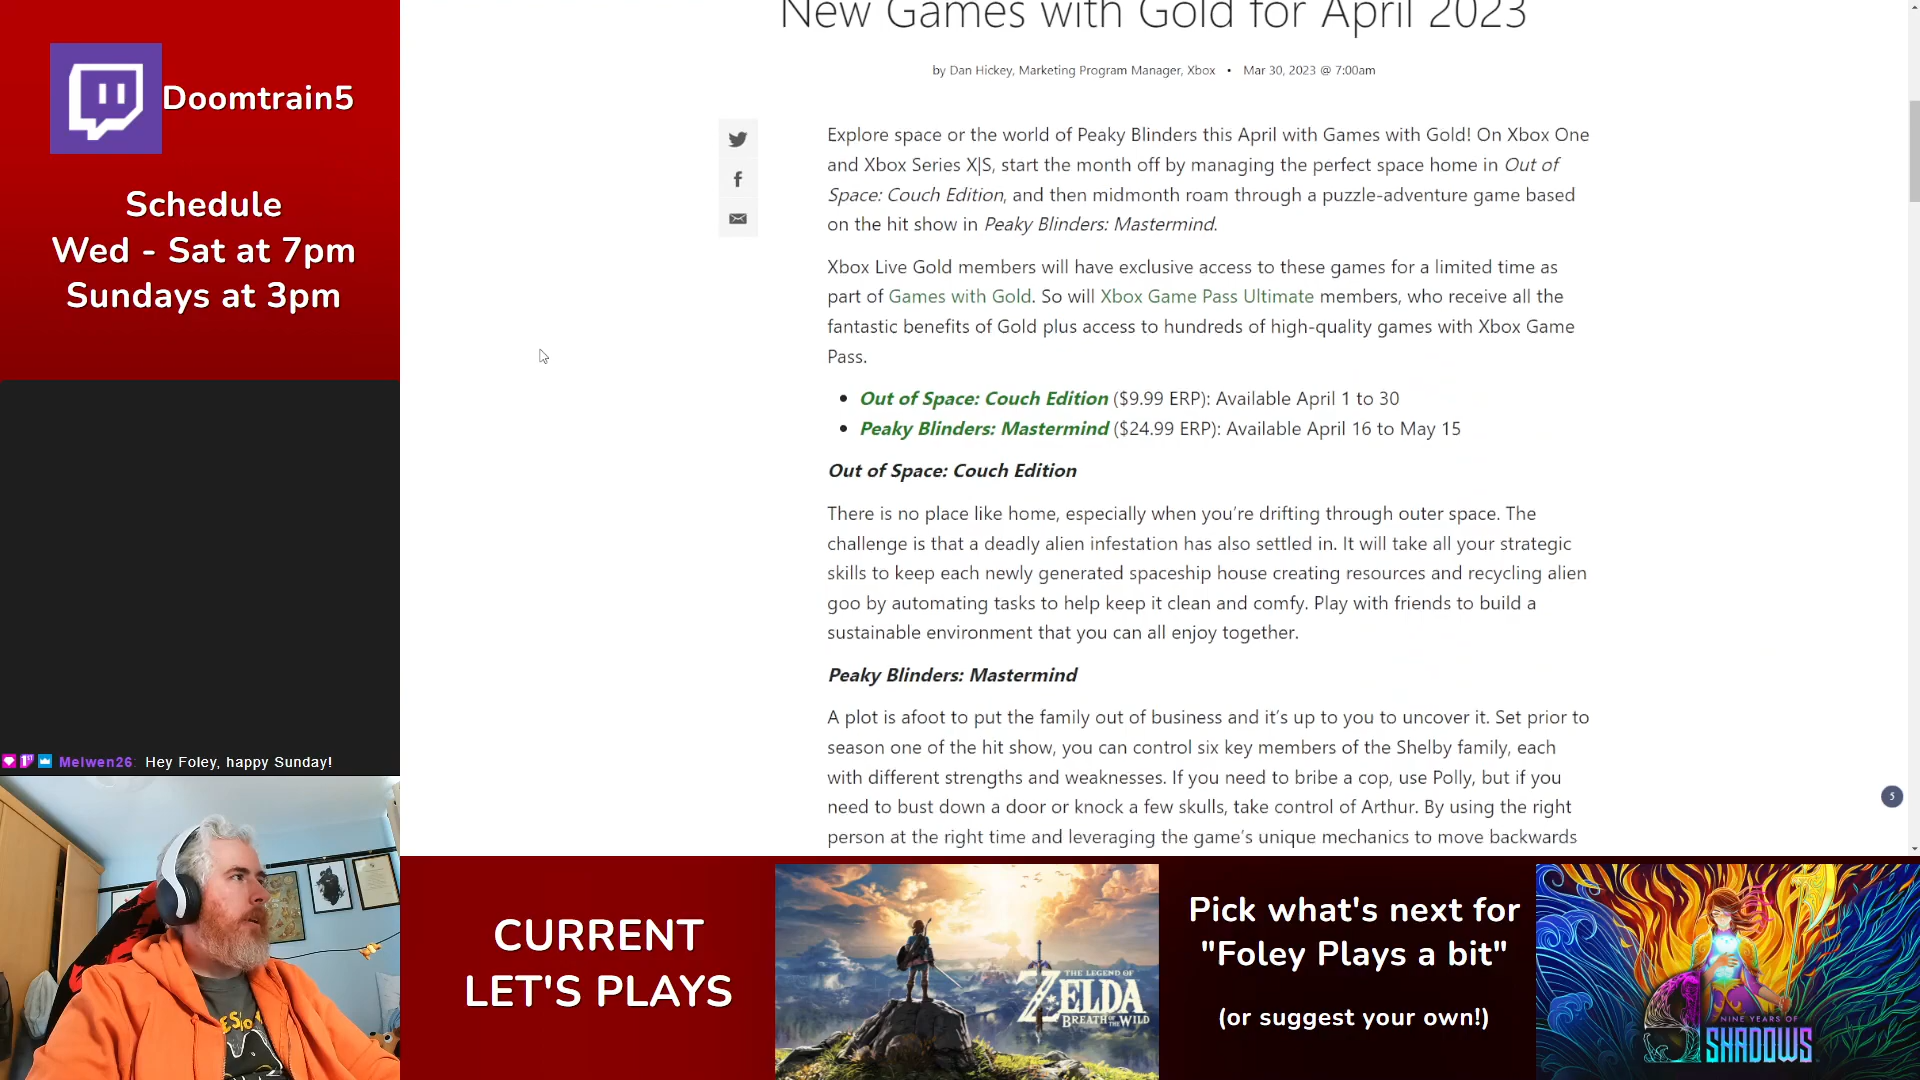 New Games with Gold for April 2023
by Dan Hickey, Marketing Program Manager, Xbox • Mar 30, 2023 @ 7:00am
Doomtrain5
Schedule
Wed - Sat at 7pm
Sundays at 3pm
Explore space or the world of Peaky Blinders this April with Games with Gold! On Xbox One
and Xbox Series X|S, start the month off by managing the perfect space home in Out of
Space: Couch Edition, and then midmonth roam through a puzzle-adventure game based
on the hit show in Peaky Blinders: Mastermind.
Xbox Live Gold members will have exclusive access to these games for a limited time as
part of Games with Gold. So will Xbox Game Pass Ultimate members, who receive all the
fantastic benefits of Gold plus access to hundreds of high-quality games with Xbox Game
Pass.
• Out of Space: Couch Edition ($9.99 ERP): Available April 1 to 30
• Peaky Blinders: Mastermind ($24.99 ERP): Available April 16 to May 15
Out of Space: Couch Edition
There is no place like home, especially when you're drifting through outer space. The
challenge is that a deadly alien infestation has also settled in. It will take all your strategic
skills to keep each newly generated spaceship house creating resources and recycling alien
goo by automating tasks to help keep it clean and comfy. Play with friends to build a
sustainable environment that you can all enjoy together.
Peaky Blinders: Mastermind
A plot is afoot to put the family out of business and it's up to you to uncover it. Set prior to
season one of the hit show, you can control six key members of the Shelby family, each
with different strengths and weaknesses. If you need to bribe a cop, use Polly, but if you
need to bust down a door or knock a few skulls, take control of Arthur. By using the right
person at the right time and leveraging the game's unique mechanics to move backwards
5
Melwen26: Hey Foley, happy Sunday!
CURRENT
LET'S PLAYS
THE LEGEND OF
ZELDA
BREATH OF THE WILD
Pick what's next for
"Foley Plays a bit"
(or suggest your own!)
NINE YEARS OF
SHADOWS